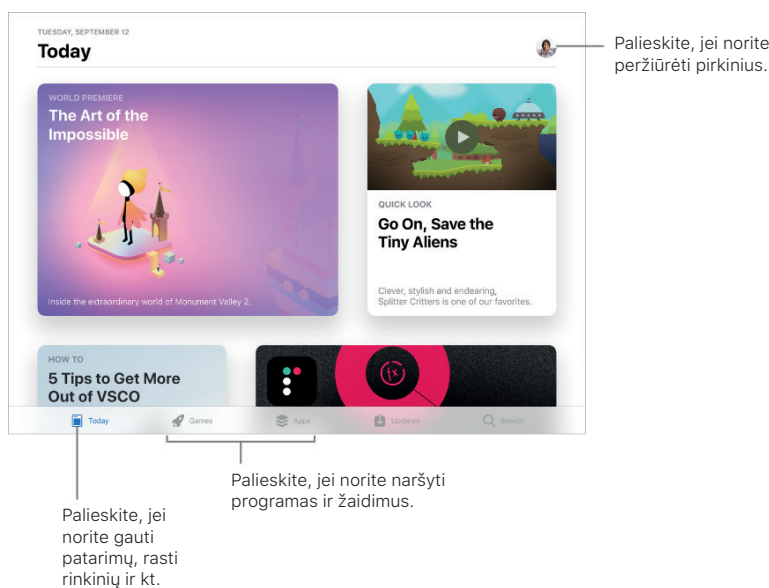 TUESDAY, SEPTEMBER 12
Today
Palieskite, jei norite
peržiūrėti pirkinius.
WORLD PREMIERE
The Art of the
Impossible
Inside the extraordinary world of Monument Valley 2.
QUICK LOOK
Go On, Save the
Tiny Aliens
Clever, stylish and endearing,
Splitter Critters is one of our favorites.
HOW TO
5 Tips to Get More
Out of VSCO
{x}
Today
Games
Apps
Updates
Search
Palieskite, jei norite naršyti
programas ir žaidimus.
Palieskite, jei
norite gauti
patarimų, rasti
rinkinių ir kt.